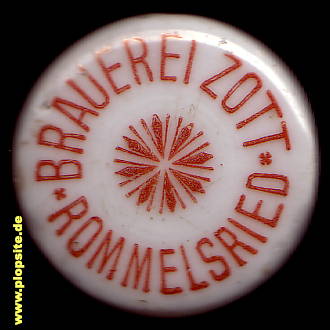 BRAUEREI ZOTT
* ROMMELSRIED *
www.plopsite.de